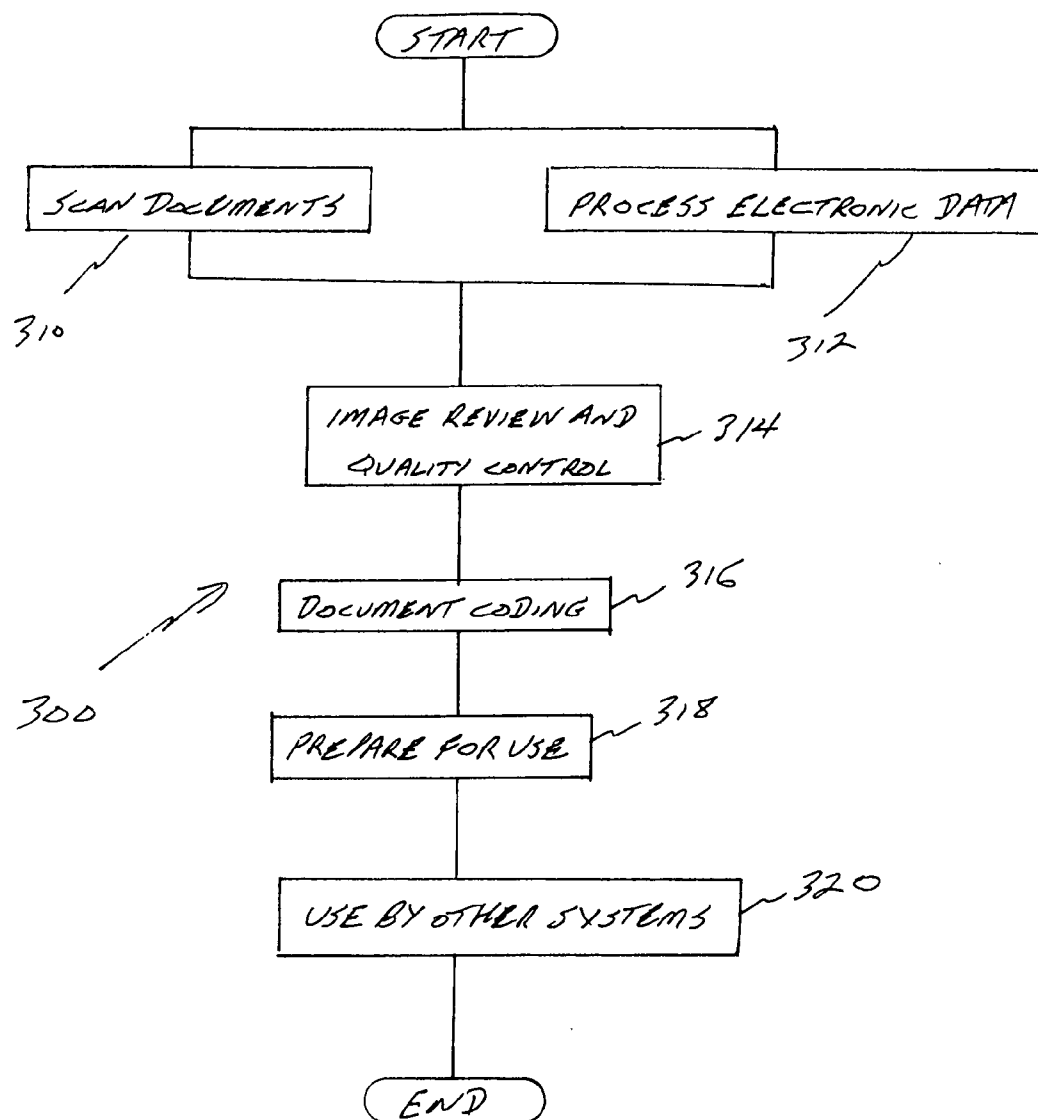 START
SCAN DOCUMENTS
PROCESS ELECTRONIC DATA
310
312
IMAGE REVIEW AND
QUALITY CONTROL
314
DOCUMENT CODING
316
300
PREPARE FOR USE
318
USE BY OTHER SYSTEMS
320
END